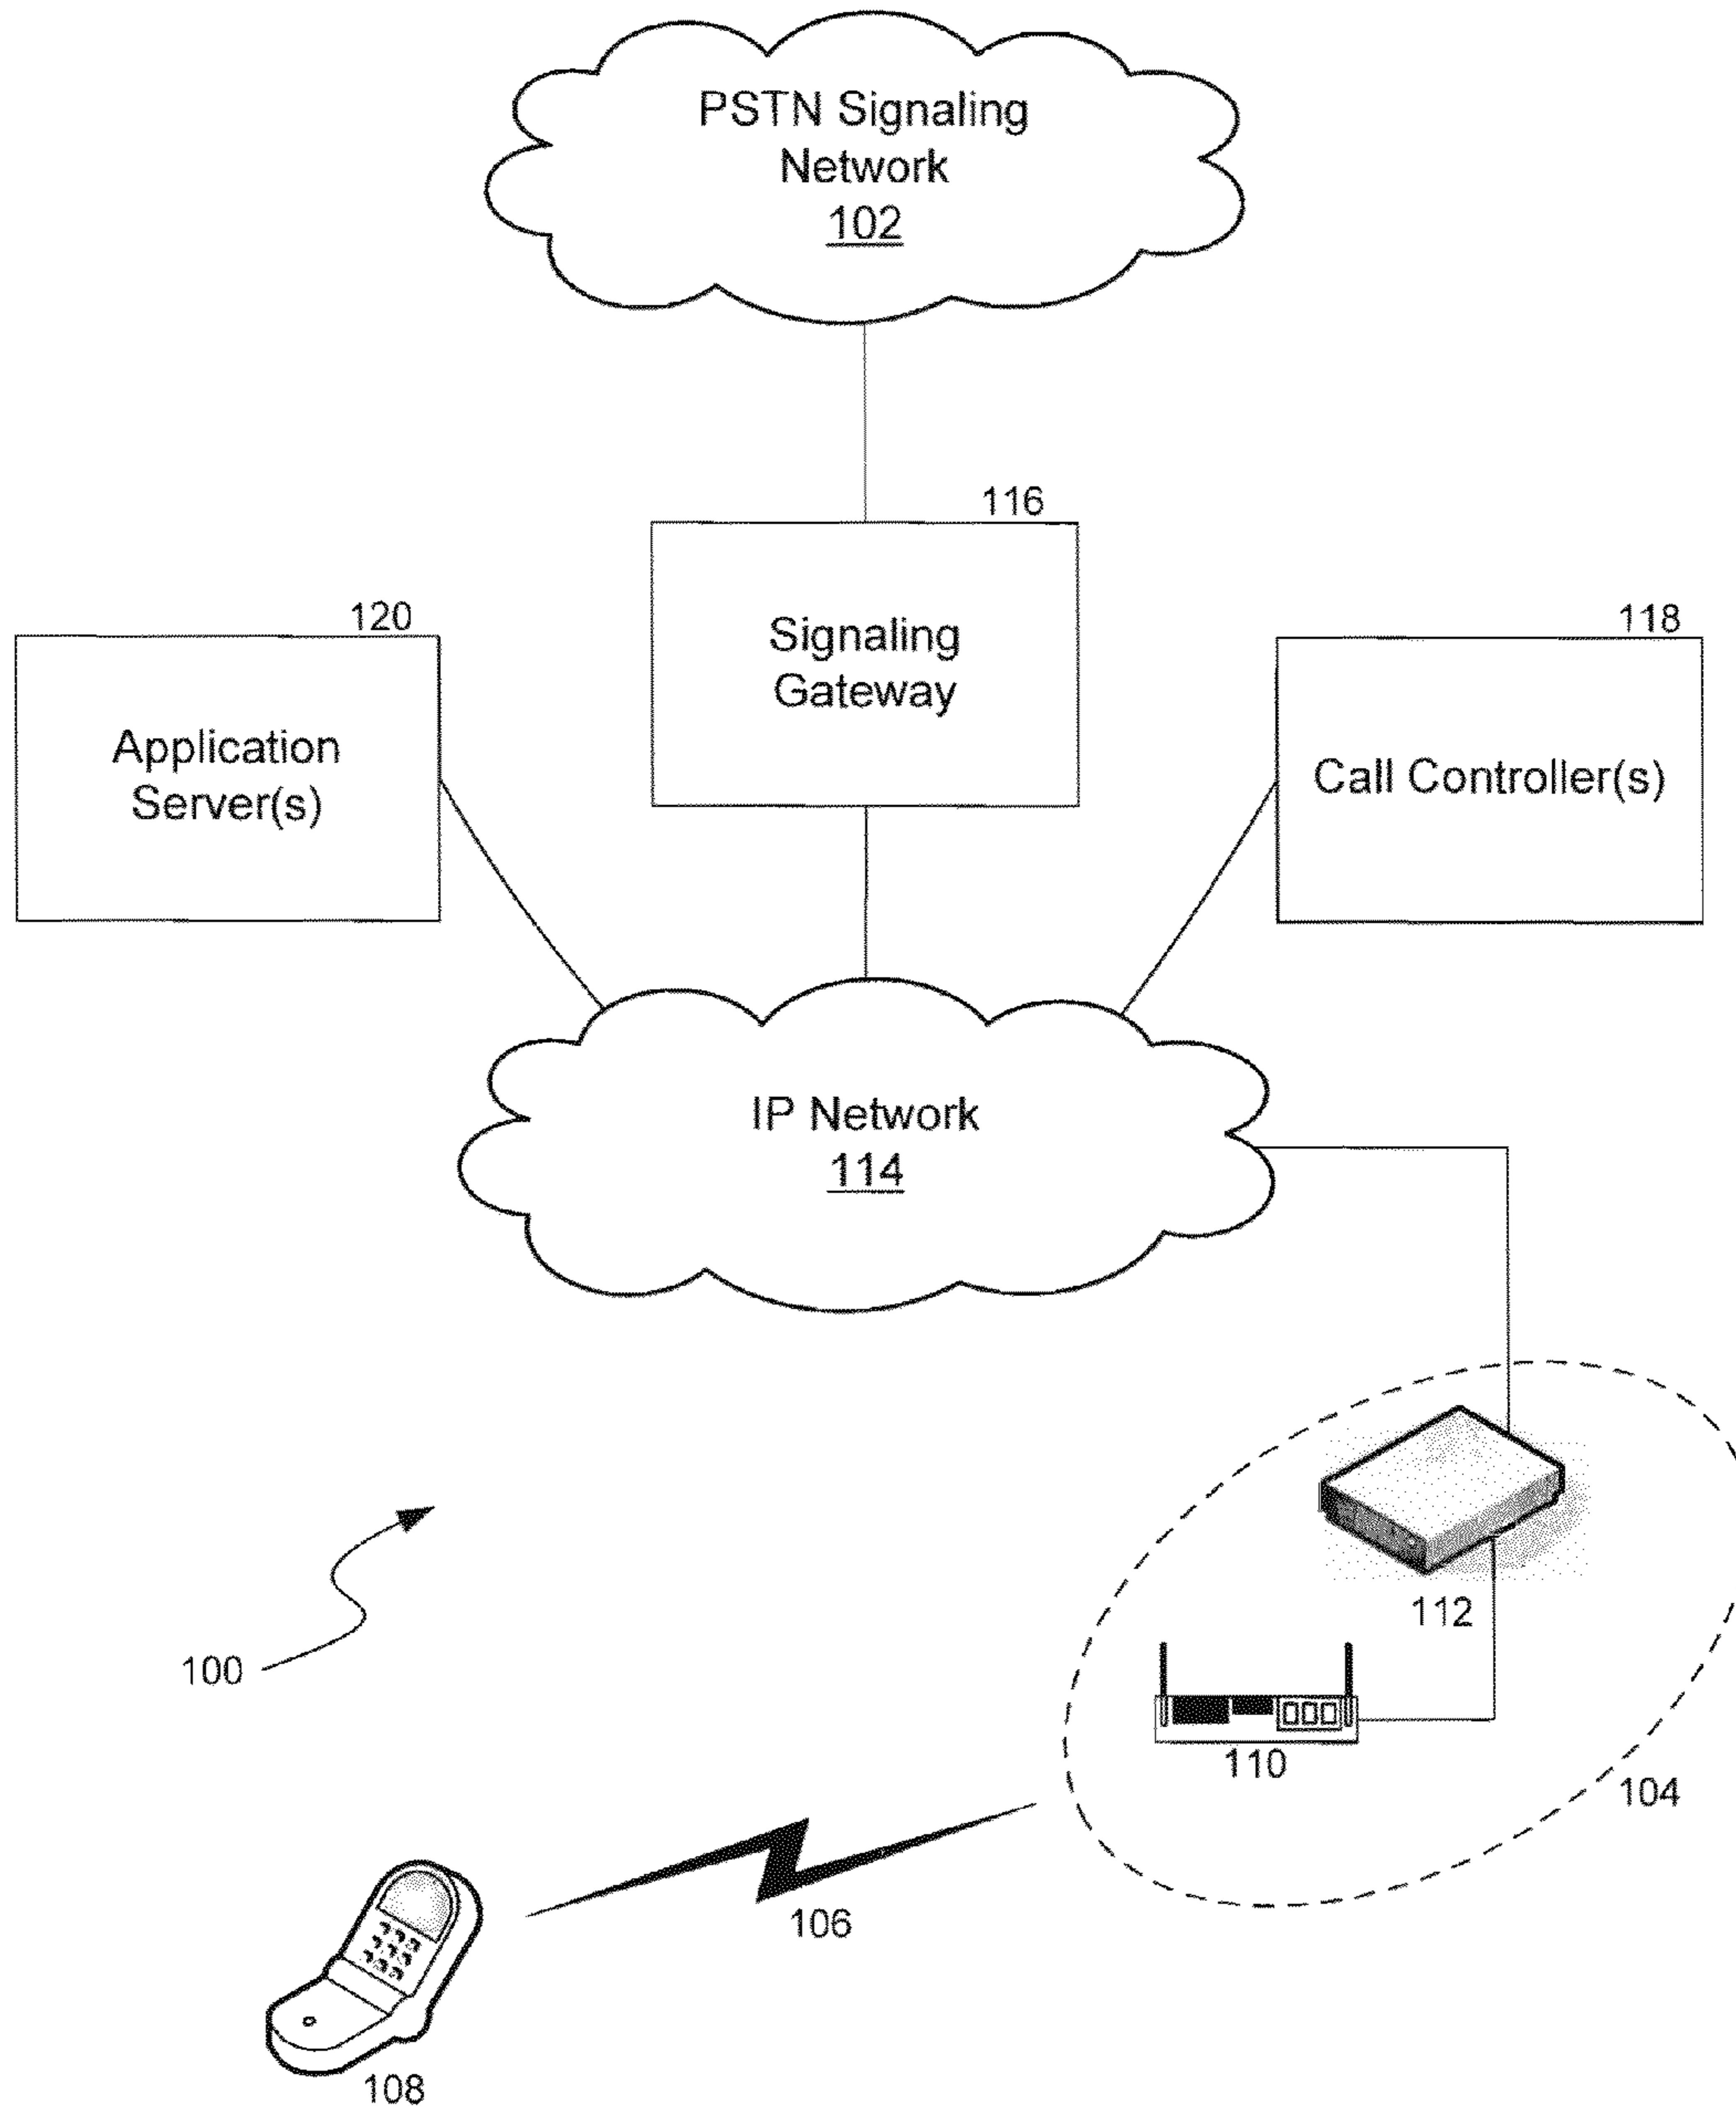 PSTN Signaling
Network
102
116
Signaling
Gateway
120
Application
Server(s)
118
Call Controller(s)
IP Network
114
112
100
110
104
106
108